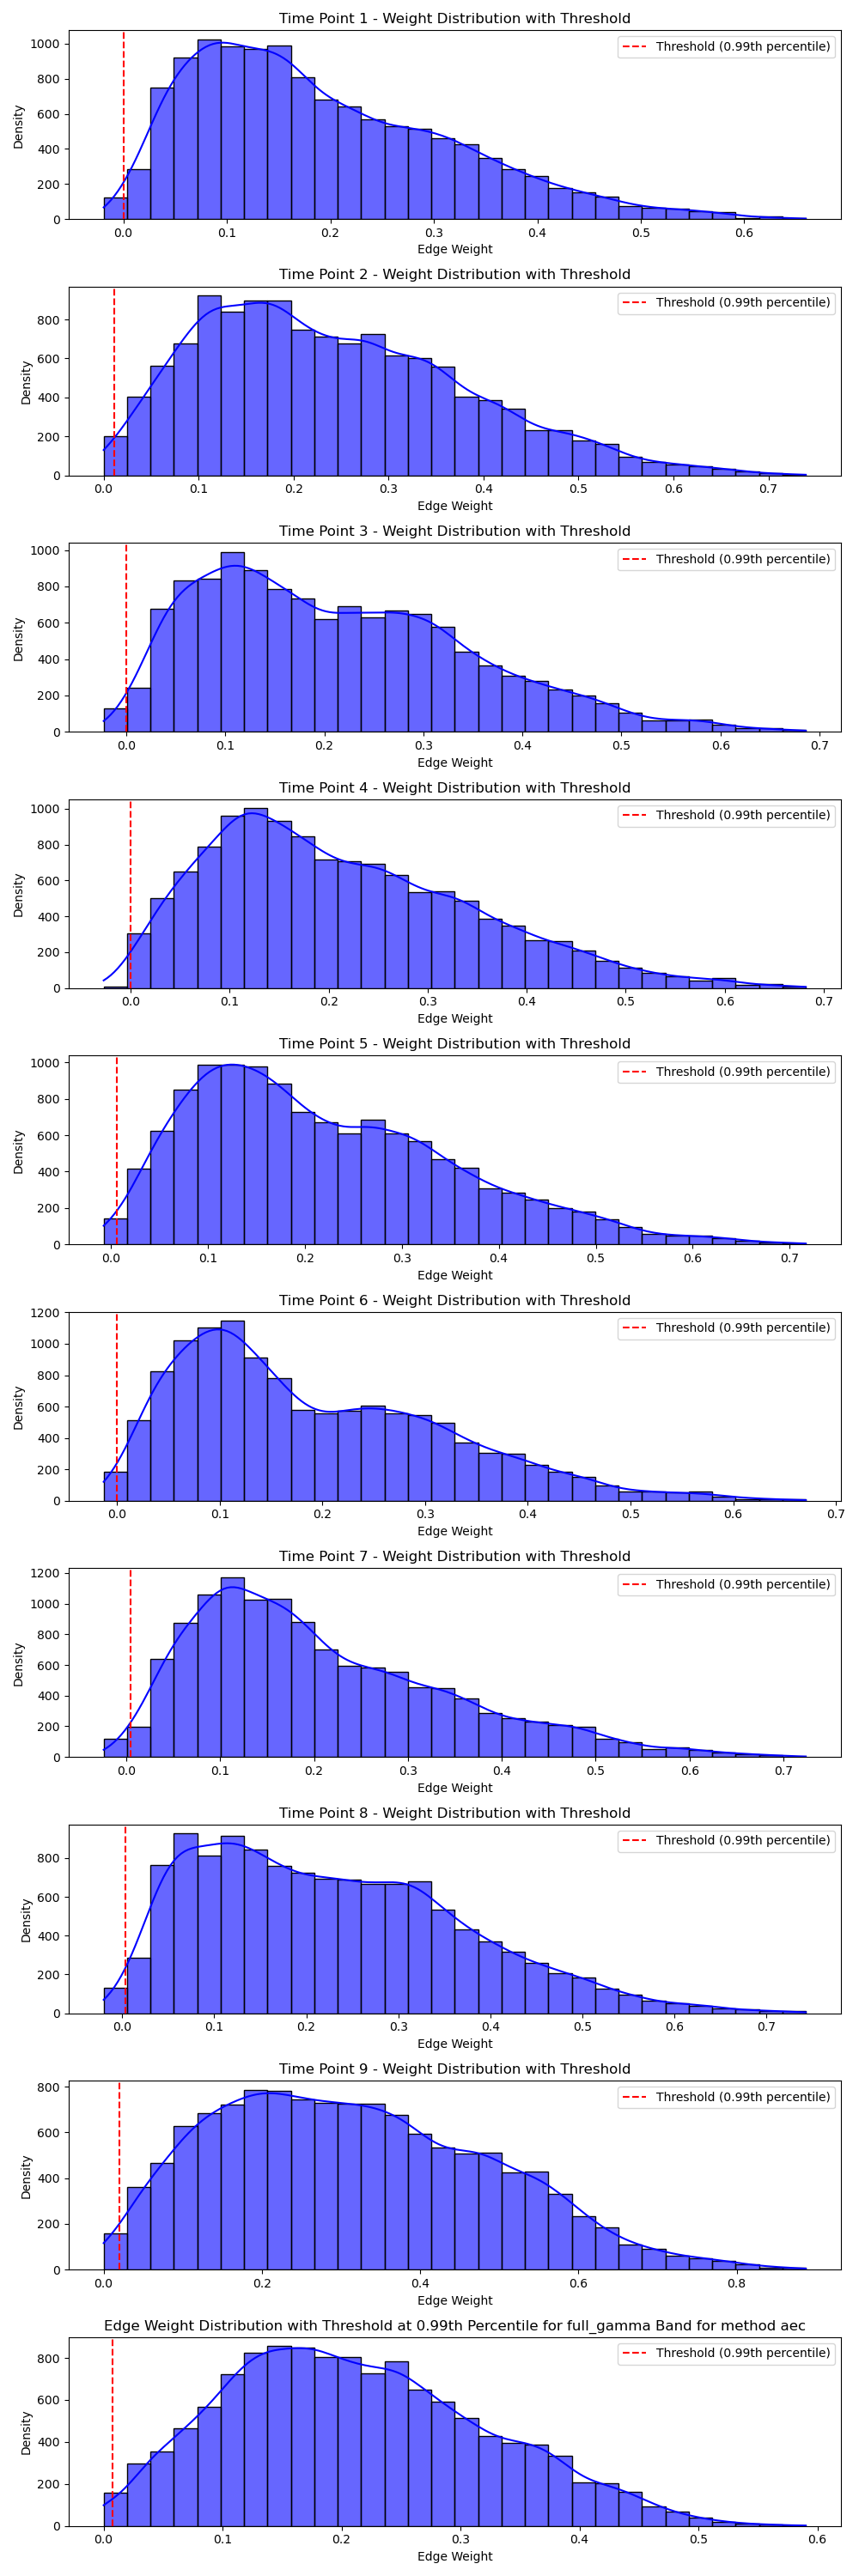 Time Point 1 - Weight Distribution with Threshold
Threshold (0.99th percentile)
Density
1000
800
600
400
200
0
0.0 0.1 0.2 0.3 0.4 0.5 0.6
Edge Weight
Time Point 2 - Weight Distribution with Threshold
Threshold (0.99th percentile)
Density
800
600
400
200
0
0.0 0.1 0.2 0.3 0.4 0.5 0.6 0.7
Edge Weight
Time Point 3 - Weight Distribution with Threshold
Threshold (0.99th percentile)
Density
1000
800
600
400
200
0
0.0 0.1 0.2 0.3 0.4 0.5 0.6 0.7
Edge Weight
Time Point 4 - Weight Distribution with Threshold
Threshold (0.99th percentile)
Density
1000
800
600
400
200
0
0.0 0.1 0.2 0.3 0.4 0.5 0.6 0.7
Edge Weight
Time Point 5 - Weight Distribution with Threshold
Threshold (0.99th percentile)
Density
1000
800
600
400
200
0
0.0 0.1 0.2 0.3 0.4 0.5 0.6 0.7
Edge Weight
Time Point 6 - Weight Distribution with Threshold
Threshold (0.99th percentile)
Density
1200
1000
800
600
400
200
0
0.0 0.1 0.2 0.3 0.4 0.5 0.6 0.7
Edge Weight
Time Point 7 - Weight Distribution with Threshold
Threshold (0.99th percentile)
Density
1200
1000
800
600
400
200
0
0.0 0.1 0.2 0.3 0.4 0.5 0.6 0.7
Edge Weight
Time Point 8 - Weight Distribution with Threshold
Threshold (0.99th percentile)
Density
800
600
400
200
0
0.0 0.1 0.2 0.3 0.4 0.5 0.6 0.7
Edge Weight
Time Point 9 - Weight Distribution with Threshold
Threshold (0.99th percentile)
Density
800
600
400
200
0
0.0 0.2 0.4 0.6 0.8
Edge Weight
Edge Weight Distribution with Threshold at 0.99th Percentile for full_gamma Band for method aec
Threshold (0.99th percentile)
Density
800
600
400
200
0
0.0 0.1 0.2 0.3 0.4 0.5 0.6
Edge Weight